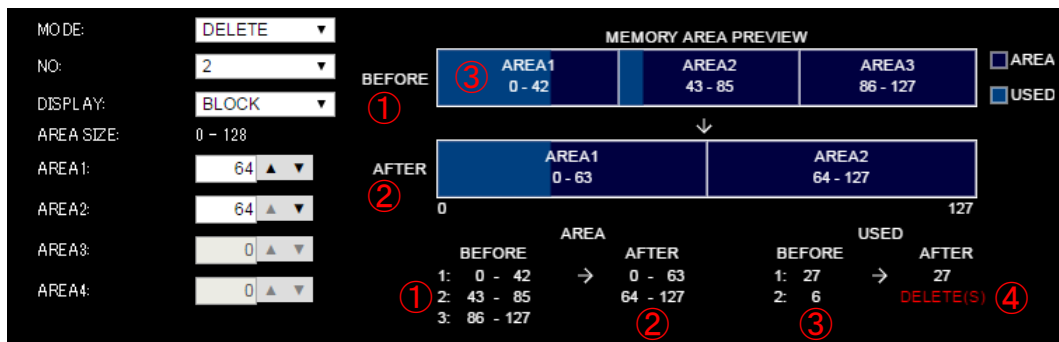 MODE: DELETE ▼
NO: 2 ▼
DISPLAY: BLOCK ▼
AREA SIZE: 0 - 128
AREA1: 64 ▲ ▼
AREA2: 64 ▲ ▼
AREA3: 0 ▲ ▼
AREA4: 0 ▲ ▼
MEMORY AREA PREVIEW
BEFORE
①
③ AREA1
0 - 42
AREA2
43 - 85
AREA3
86 - 127
AREA
USED
↓
AFTER
②
AREA1
0 - 63
AREA2
64 - 127
0 127
AREA
BEFORE AFTER
1: 0 - 42 → 0 - 63
① 2: 43 - 85 64 - 127
3: 86 - 127 ②
USED
BEFORE AFTER
1: 27 → 27
2: 6 DELETE(S) ④
③